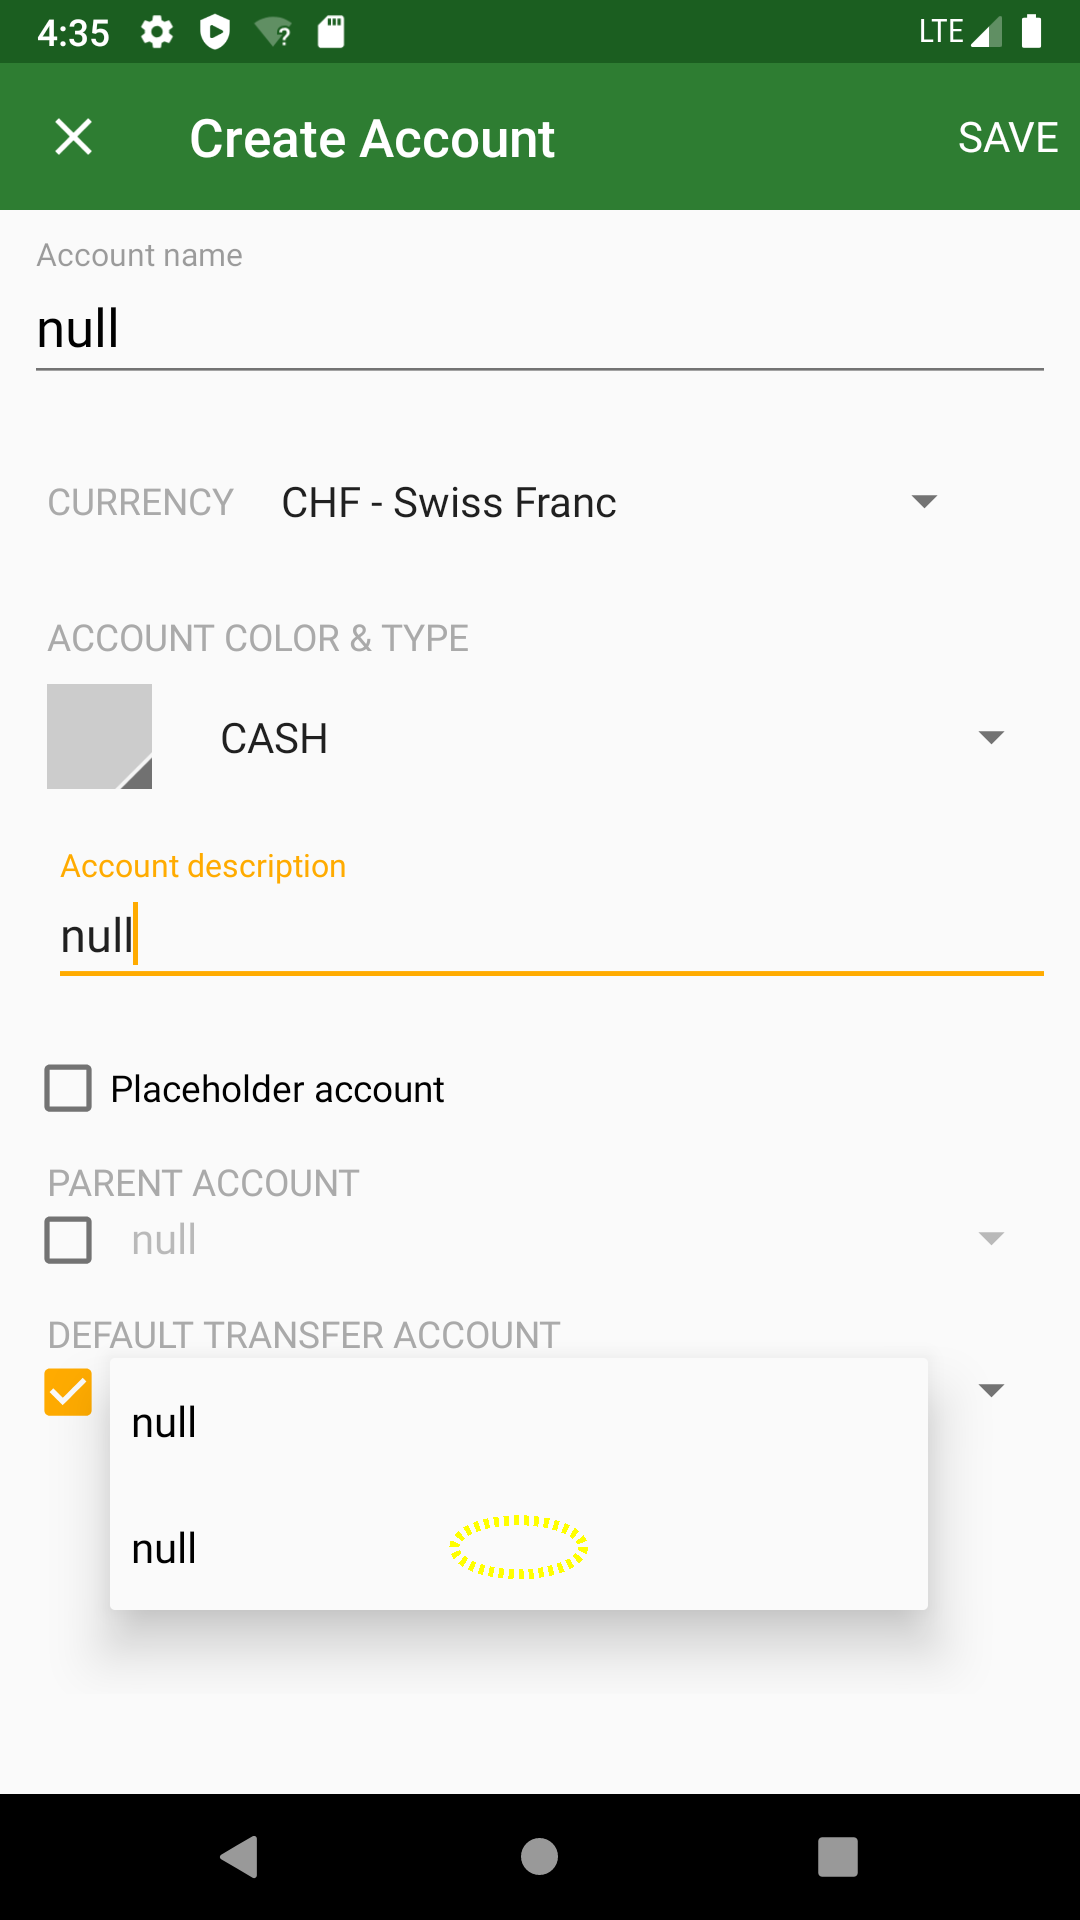 4:35
LTE
Create Account
SAVE
Account name
null
CURRENCY
CHF - Swiss Franc
ACCOUNT COLOR & TYPE
CASH
Account description
null
Placeholder account
PARENT ACCOUNT
null
DEFAULT TRANSFER ACCOUNT
null
null